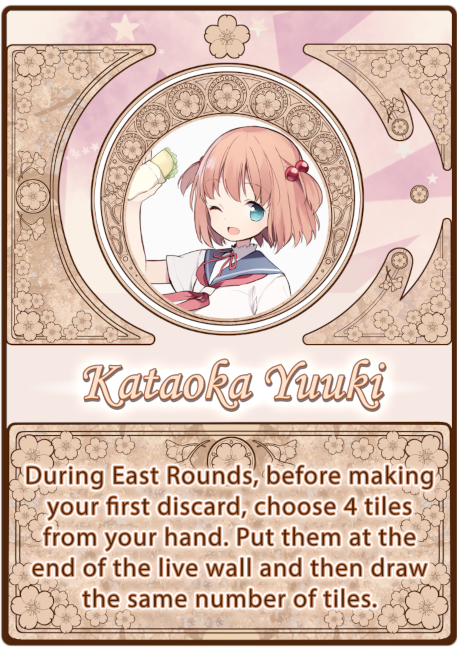 Kataoka Yuuki
During East Rounds, before making
your first discard, choose 4 tiles
from your hand. Put them at the
end of the live wall and then draw
the same number of tiles.